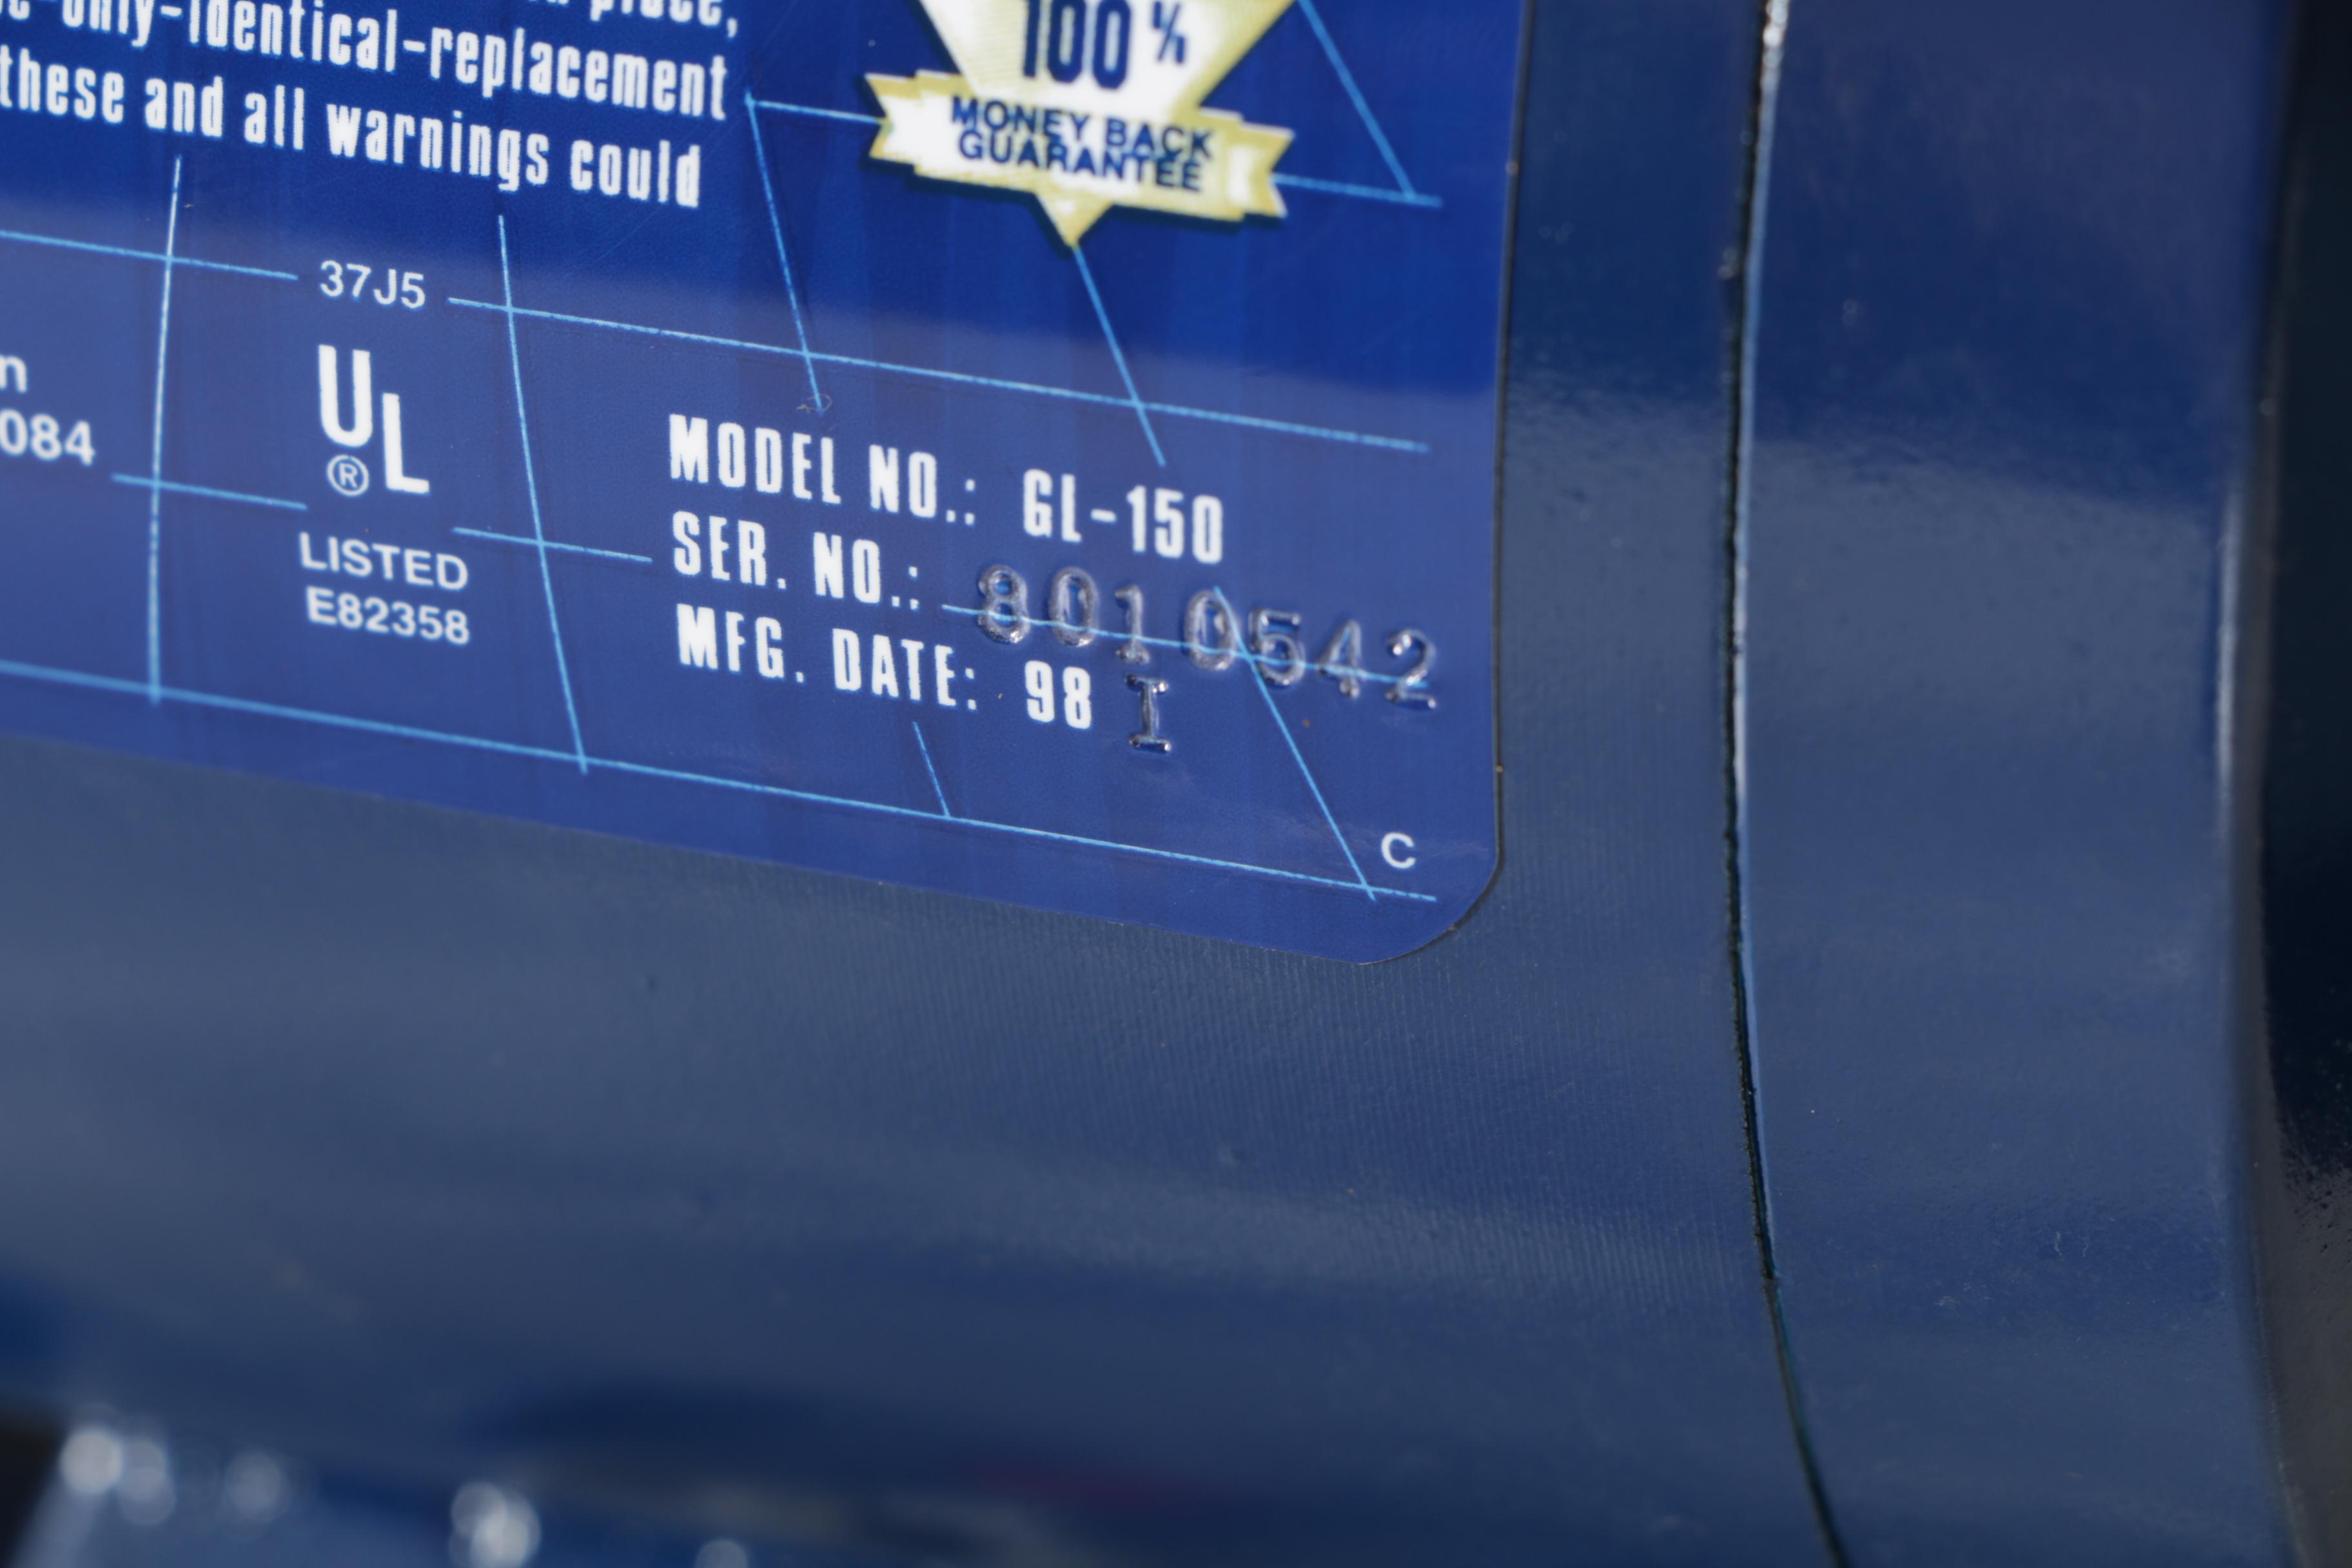 place,
only-identical-replacement
these and all warnings could
100%
MONEY BACK
GUARANTEE
37J5
UL
®
LISTED
E82358
084
MODEL NO.: GL-150
SER. NO.: 8010542
MFG. DATE: 98 I
C